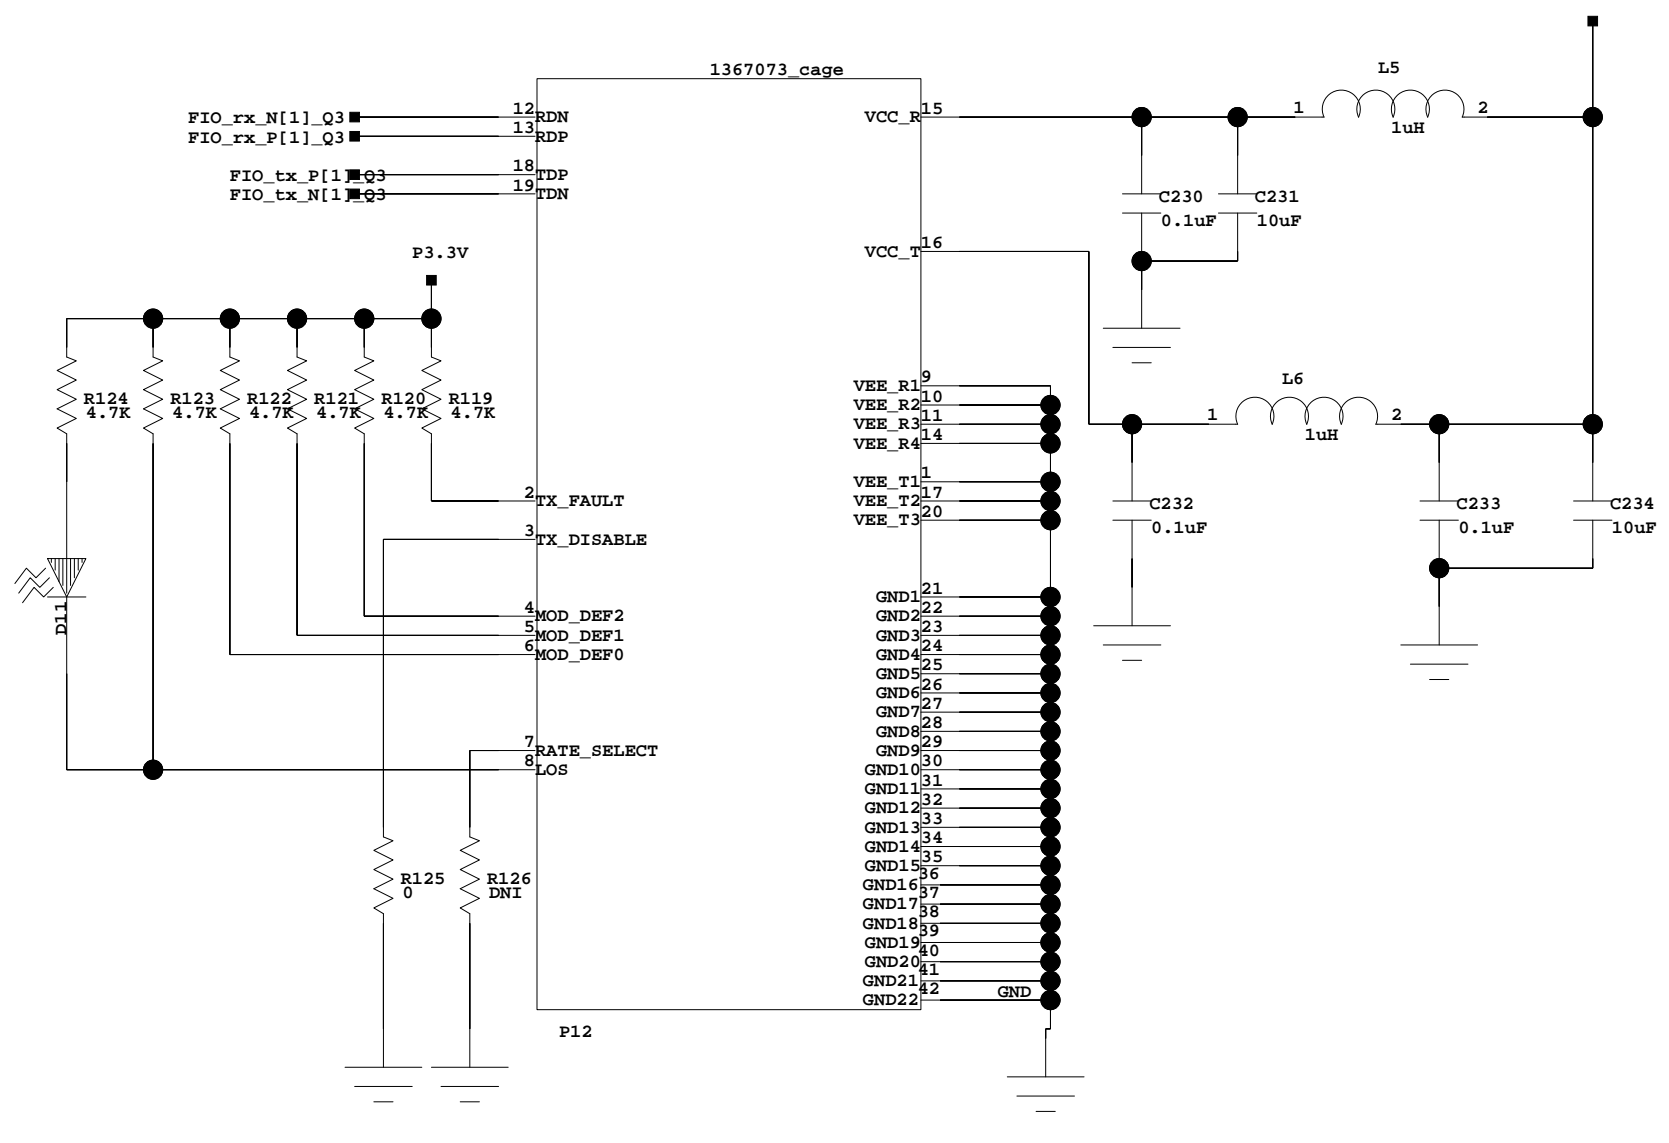 1367073_cage
L5
FIO_rx_N[1]_Q3 12 RDN VCC_R 15 1 2
1uH
FIO_rx_P[1]_Q3 13 RDP
FIO_tx_P[1]_Q3 18 TDP
FIO_tx_N[1]_Q3 19 TDN
C230 C231
0.1uF 10uF
P3.3V VCC_T 16
L6
VEE_R1 9
R124 R123 R122 R121 R120 R119
4.7K 4.7K 4.7K 4.7K 4.7K 4.7K
VEE_R2 10
VEE_R3 11 1 2
1uH
VEE_R4 14
VEE_T1 1
2 TX_FAULT VEE_T2 17
C232 C233 C234
0.1uF 0.1uF 10uF
VEE_T3 20
3 TX_DISABLE
D11
GND1 21
4 MOD_DEF2 GND2 22
5 MOD_DEF1 GND3 23
6 MOD_DEF0 GND4 24
GND5 25
GND6 26
GND7 27
GND8 28
7 RATE_SELECT GND9 29
8 LOS GND10 30
GND11 31
GND12 32
GND13 33
GND14 34
GND15 35
R125 R126
0 DNI
GND16 36
GND17 37
GND18 38
GND19 39
GND20 40
GND21 41
GND22 42 GND
P12